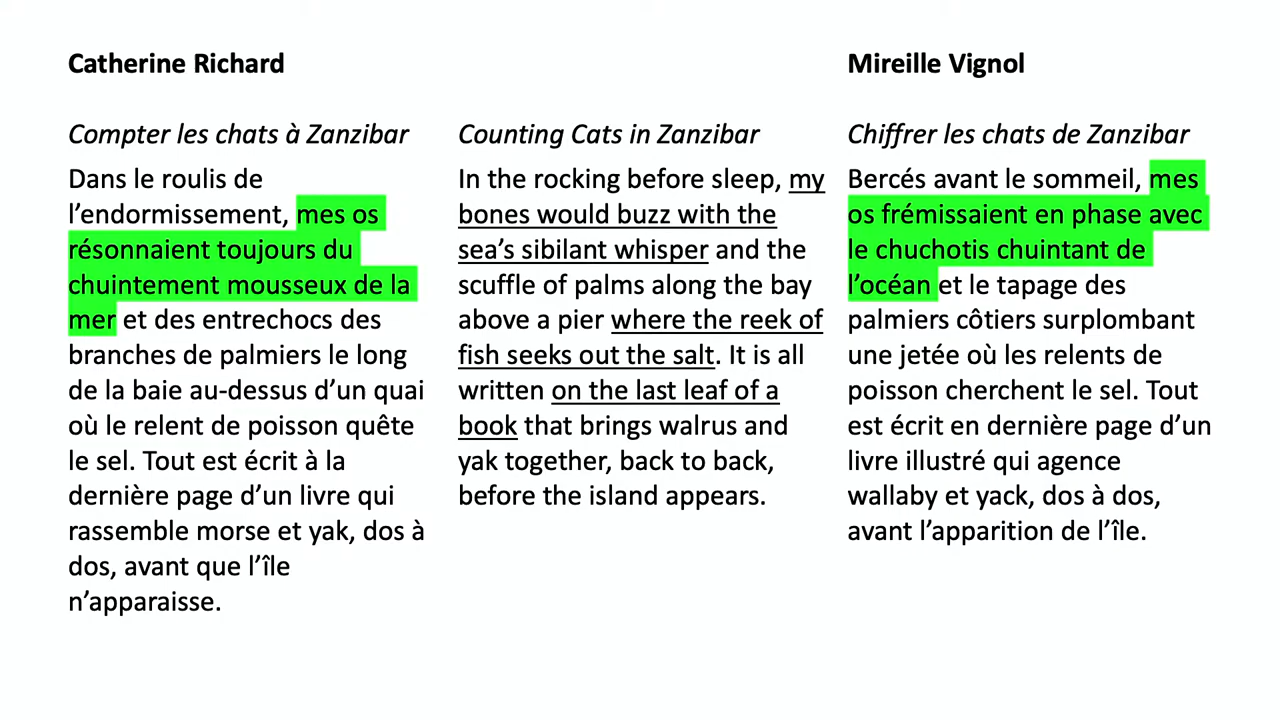 Catherine Richard
Compter les chats à Zanzibar
Dans le roulis de
l’endormissement, mes os
résonnaient toujours du
chuintement mousseux de la
mer et des entrechocs des
branches de palmiers le long
de la baie au-dessus d’un quai
où le relent de poisson quête
le sel. Tout est écrit à la
dernière page d’un livre qui
rassemble morse et yak, dos à
dos, avant que l’île
n’apparaisse.
Counting Cats in Zanzibar
In the rocking before sleep, my
bones would buzz with the
sea’s sibilant whisper and the
scuffle of palms along the bay
above a pier where the reek of
fish seeks out the salt. It is all
written on the last leaf of a
book that brings walrus and
yak together, back to back,
before the island appears.
Mireille Vignol
Chiffrer les chats de Zanzibar
Bercés avant le sommeil, mes
os frémissaient en phase avec
le chuchotis chuintant de
l’océan et le tapage des
palmiers côtiers surplombant
une jetée où les relents de
poisson cherchent le sel. Tout
est écrit en dernière page d’un
livre illustré qui agence
wallaby et yack, dos à dos,
avant l’apparition de l’île.